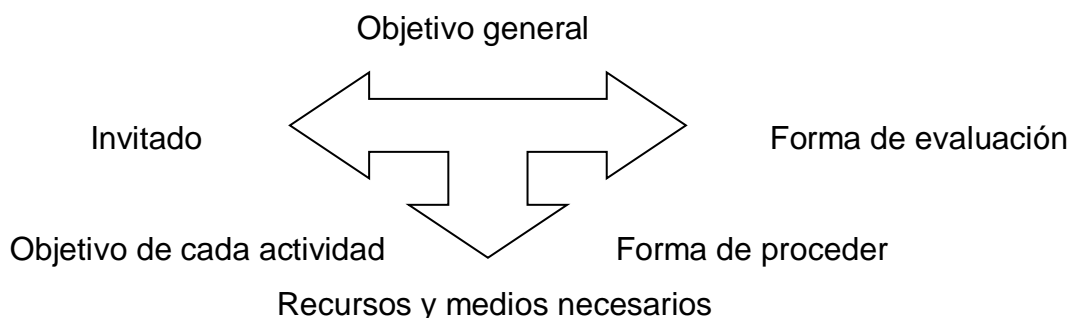 Objetivo general
Invitado
Forma de evaluación
Objetivo de cada actividad
Forma de proceder
Recursos y medios necesarios